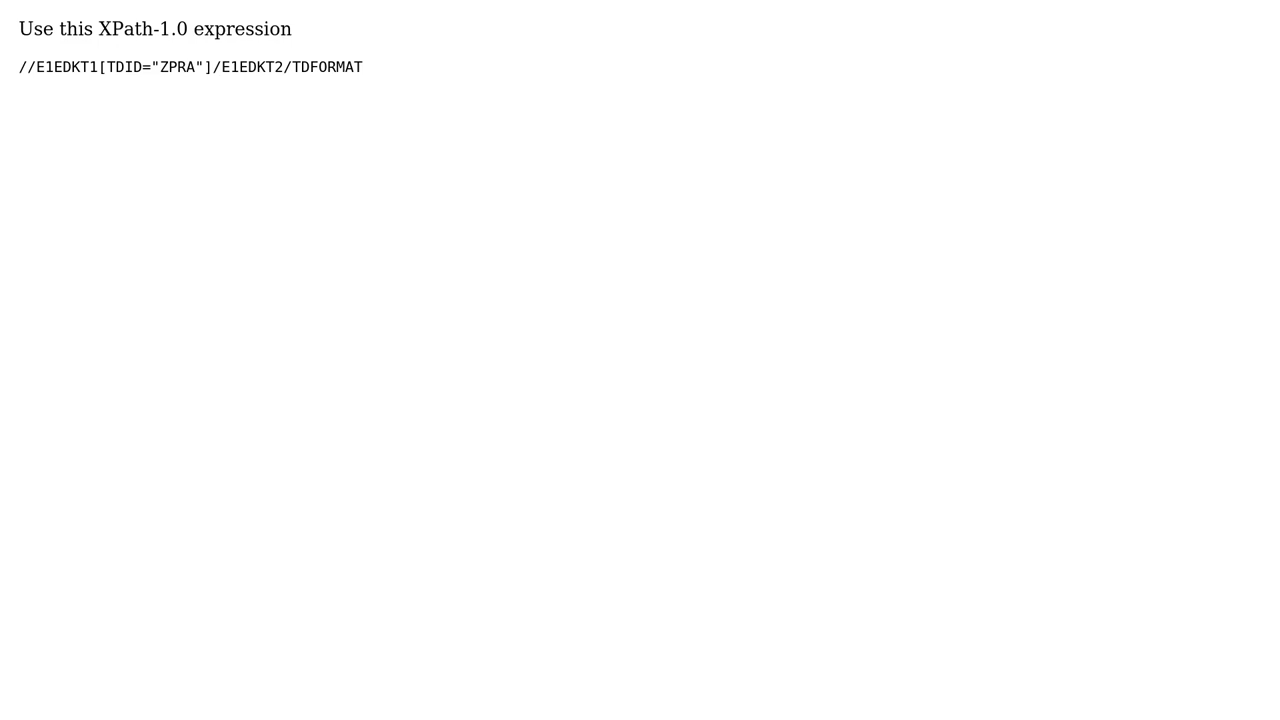 Use this XPath-1.0 expression
//E1EDKT1[TDID="ZPRA"]/E1EDKT2/TDFORMAT